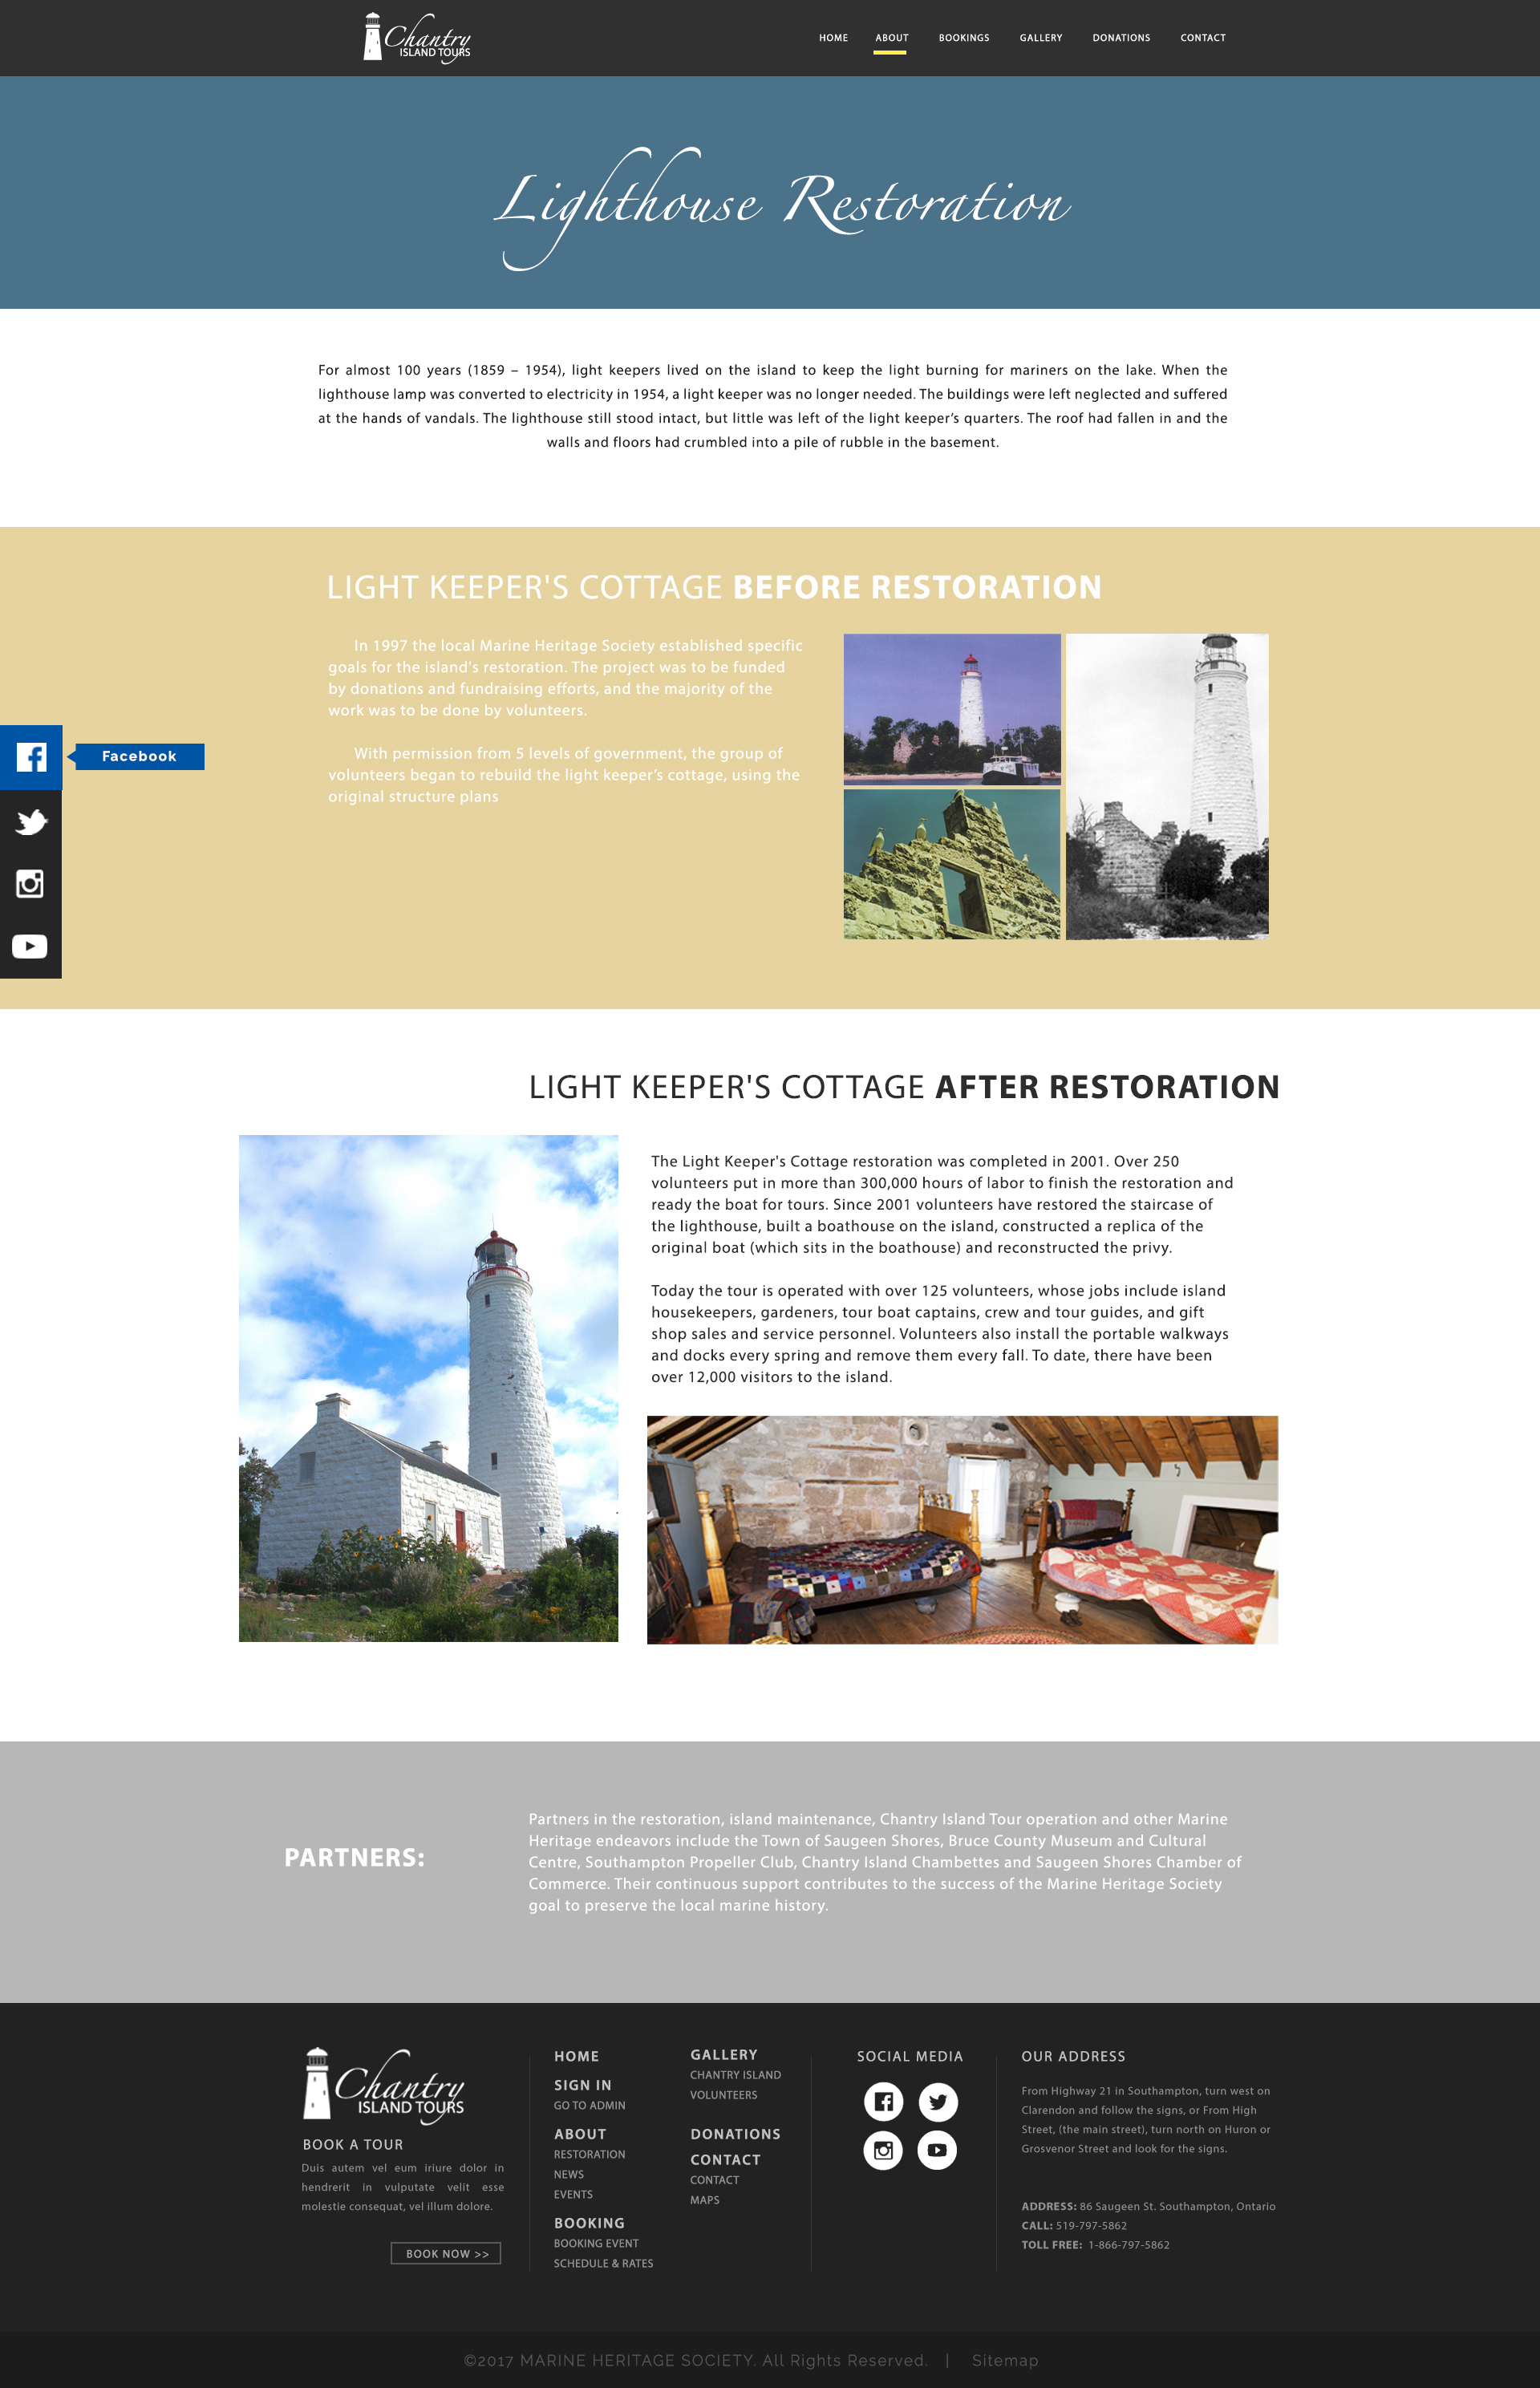 Chantry
ISLAND TOURS
HOME ABOUT BOOKINGS GALLERY DONATIONS CONTACT
Lighthouse Restoration
For almost 100 years (1859 – 1954), light keepers lived on the island to keep the light burning for mariners on the lake. When the
lighthouse lamp was converted to electricity in 1954, a light keeper was no longer needed. The buildings were left neglected and suffered
at the hands of vandals. The lighthouse still stood intact, but little was left of the light keeper’s quarters. The roof had fallen in and the
walls and floors had crumbled into a pile of rubble in the basement.
LIGHT KEEPER'S COTTAGE BEFORE RESTORATION
In 1997 the local Marine Heritage Society established specific
goals for the island's restoration. The project was to be funded
by donations and fundraising efforts, and the majority of the
work was to be done by volunteers.
With permission from 5 levels of government, the group of
volunteers began to rebuild the light keeper’s cottage, using the
original structure plans
Facebook
LIGHT KEEPER'S COTTAGE AFTER RESTORATION
The Light Keeper's Cottage restoration was completed in 2001. Over 250
volunteers put in more than 300,000 hours of labor to finish the restoration and
ready the boat for tours. Since 2001 volunteers have restored the staircase of
the lighthouse, built a boathouse on the island, constructed a replica of the
original boat (which sits in the boathouse) and reconstructed the privy.
Today the tour is operated with over 125 volunteers, whose jobs include island
housekeepers, gardeners, tour boat captains, crew and tour guides, and gift
shop sales and service personnel. Volunteers also install the portable walkways
and docks every spring and remove them every fall. To date, there have been
over 12,000 visitors to the island.
PARTNERS:
Partners in the restoration, island maintenance, Chantry Island Tour operation and other Marine
Heritage endeavors include the Town of Saugeen Shores, Bruce County Museum and Cultural
Centre, Southampton Propeller Club, Chantry Island Chambettes and Saugeen Shores Chamber of
Commerce. Their continuous support contributes to the success of the Marine Heritage Society
goal to preserve the local marine history.
Chantry
ISLAND TOURS
BOOK A TOUR
Duis autem vel eum iriure dolor in
hendrerit in vulputate velit esse
molestie consequat, vel illum dolore.
BOOK NOW >>
HOME
SIGN IN
GO TO ADMIN
ABOUT
RESTORATION
NEWS
EVENTS
BOOKING
BOOKING EVENT
SCHEDULE & RATES
GALLERY
CHANTRY ISLAND
VOLUNTEERS
DONATIONS
CONTACT
CONTACT
MAPS
SOCIAL MEDIA
OUR ADDRESS
From Highway 21 in Southampton, turn west on
Clarendon and follow the signs, or From High
Street, (the main street), turn north on Huron or
Grosvenor Street and look for the signs.
ADDRESS: 86 Saugeen St. Southampton, Ontario
CALL: 519-797-5862
TOLL FREE: 1-866-797-5862
©2017 MARINE HERITAGE SOCIETY. All Rights Reserved. | Sitemap